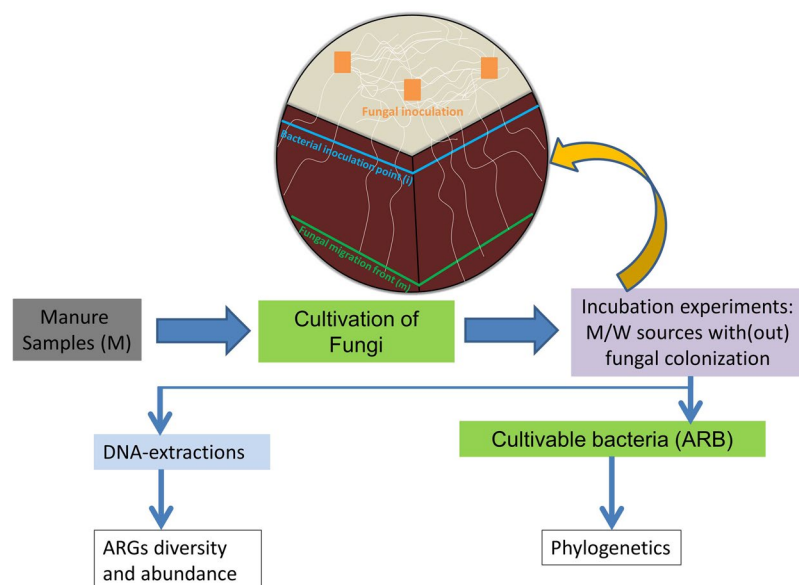 Fungal inoculation
Bacterial inoculation point (i)
Fungal migration front (m)
Manure
Samples (M)
Cultivation of
Fungi
Incubation experiments:
M/W sources with(out)
fungal colonization
DNA-extractions
Cultivable bacteria (ARB)
ARGs diversity
and abundance
Phylogenetics